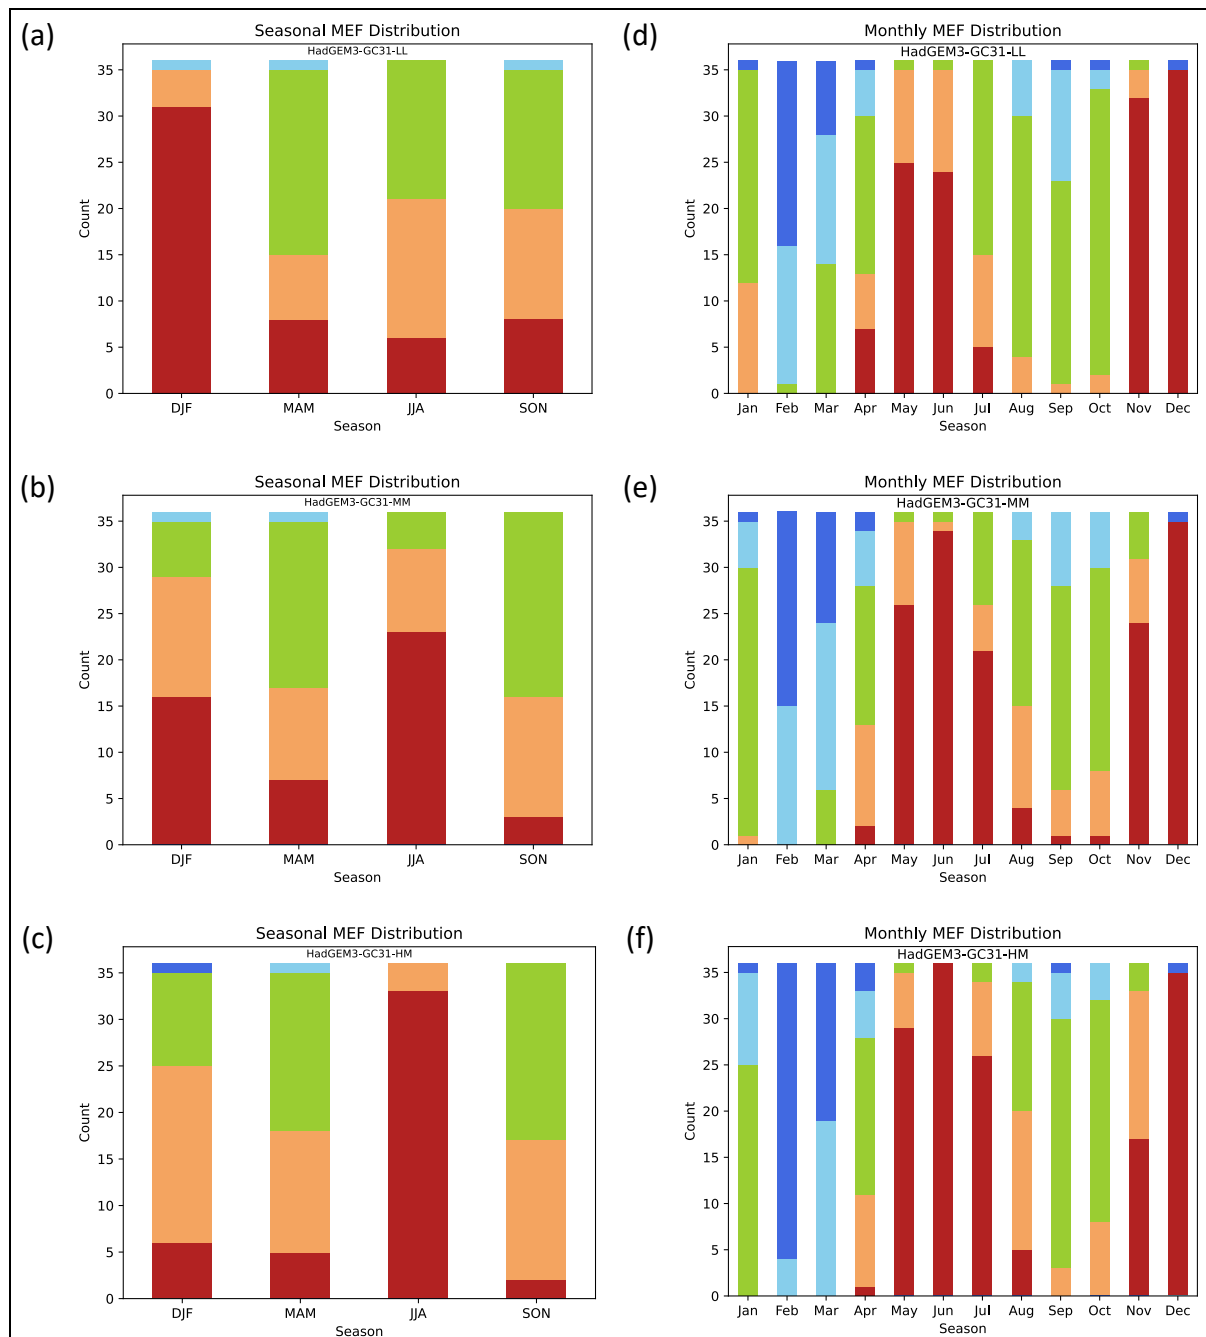 (a)
Seasonal MEF Distribution
HadGEM3-GC31-LL
35
30
25
20
15
10
5
0
Count
DJF MAM JJA SON
Season
(d)
Monthly MEF Distribution
HadGEM3-GC31-LL
35
30
25
20
15
10
5
0
Count
Jan Feb Mar Apr May Jun Jul Aug Sep Oct Nov Dec
Season
(b)
Seasonal MEF Distribution
HadGEM3-GC31-MM
35
30
25
20
15
10
5
0
Count
DJF MAM JJA SON
Season
(e)
Monthly MEF Distribution
HadGEM3-GC31-MM
35
30
25
20
15
10
5
0
Count
Jan Feb Mar Apr May Jun Jul Aug Sep Oct Nov Dec
Season
(c)
Seasonal MEF Distribution
HadGEM3-GC31-HM
35
30
25
20
15
10
5
0
Count
DJF MAM JJA SON
Season
(f)
Monthly MEF Distribution
HadGEM3-GC31-HM
35
30
25
20
15
10
5
0
Count
Jan Feb Mar Apr May Jun Jul Aug Sep Oct Nov Dec
Season